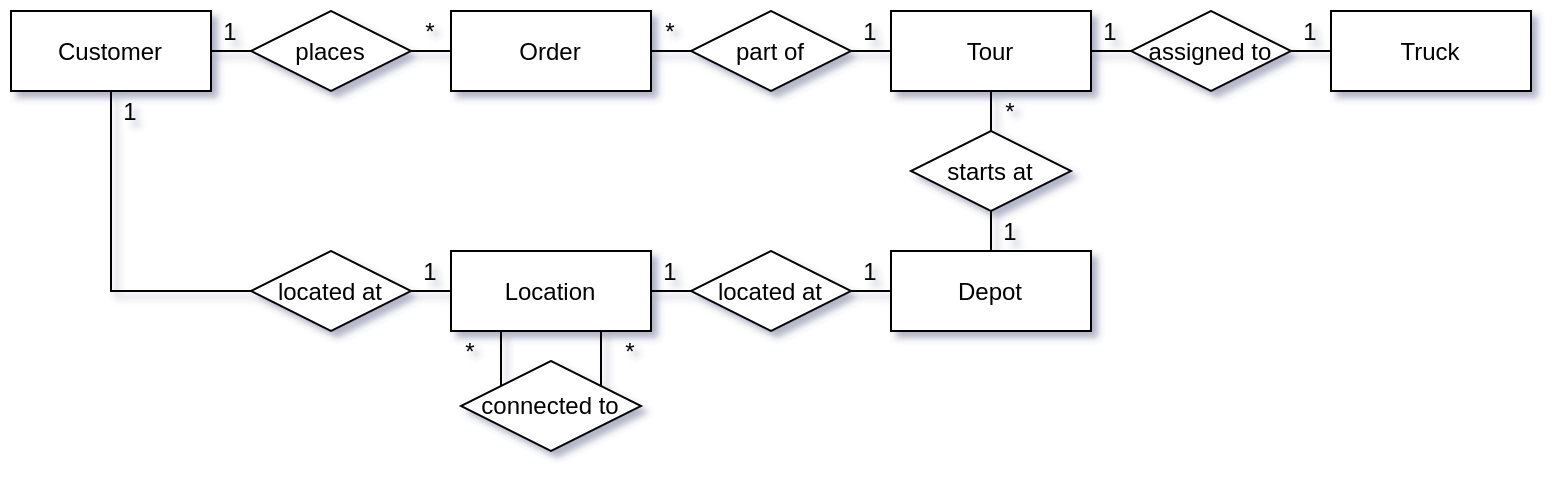 Customer 1 places * Order * part of 1 Tour 1 assigned to 1 Truck
1 *
starts at
1
located at 1 Location 1 located at 1 Depot
* *
connected to